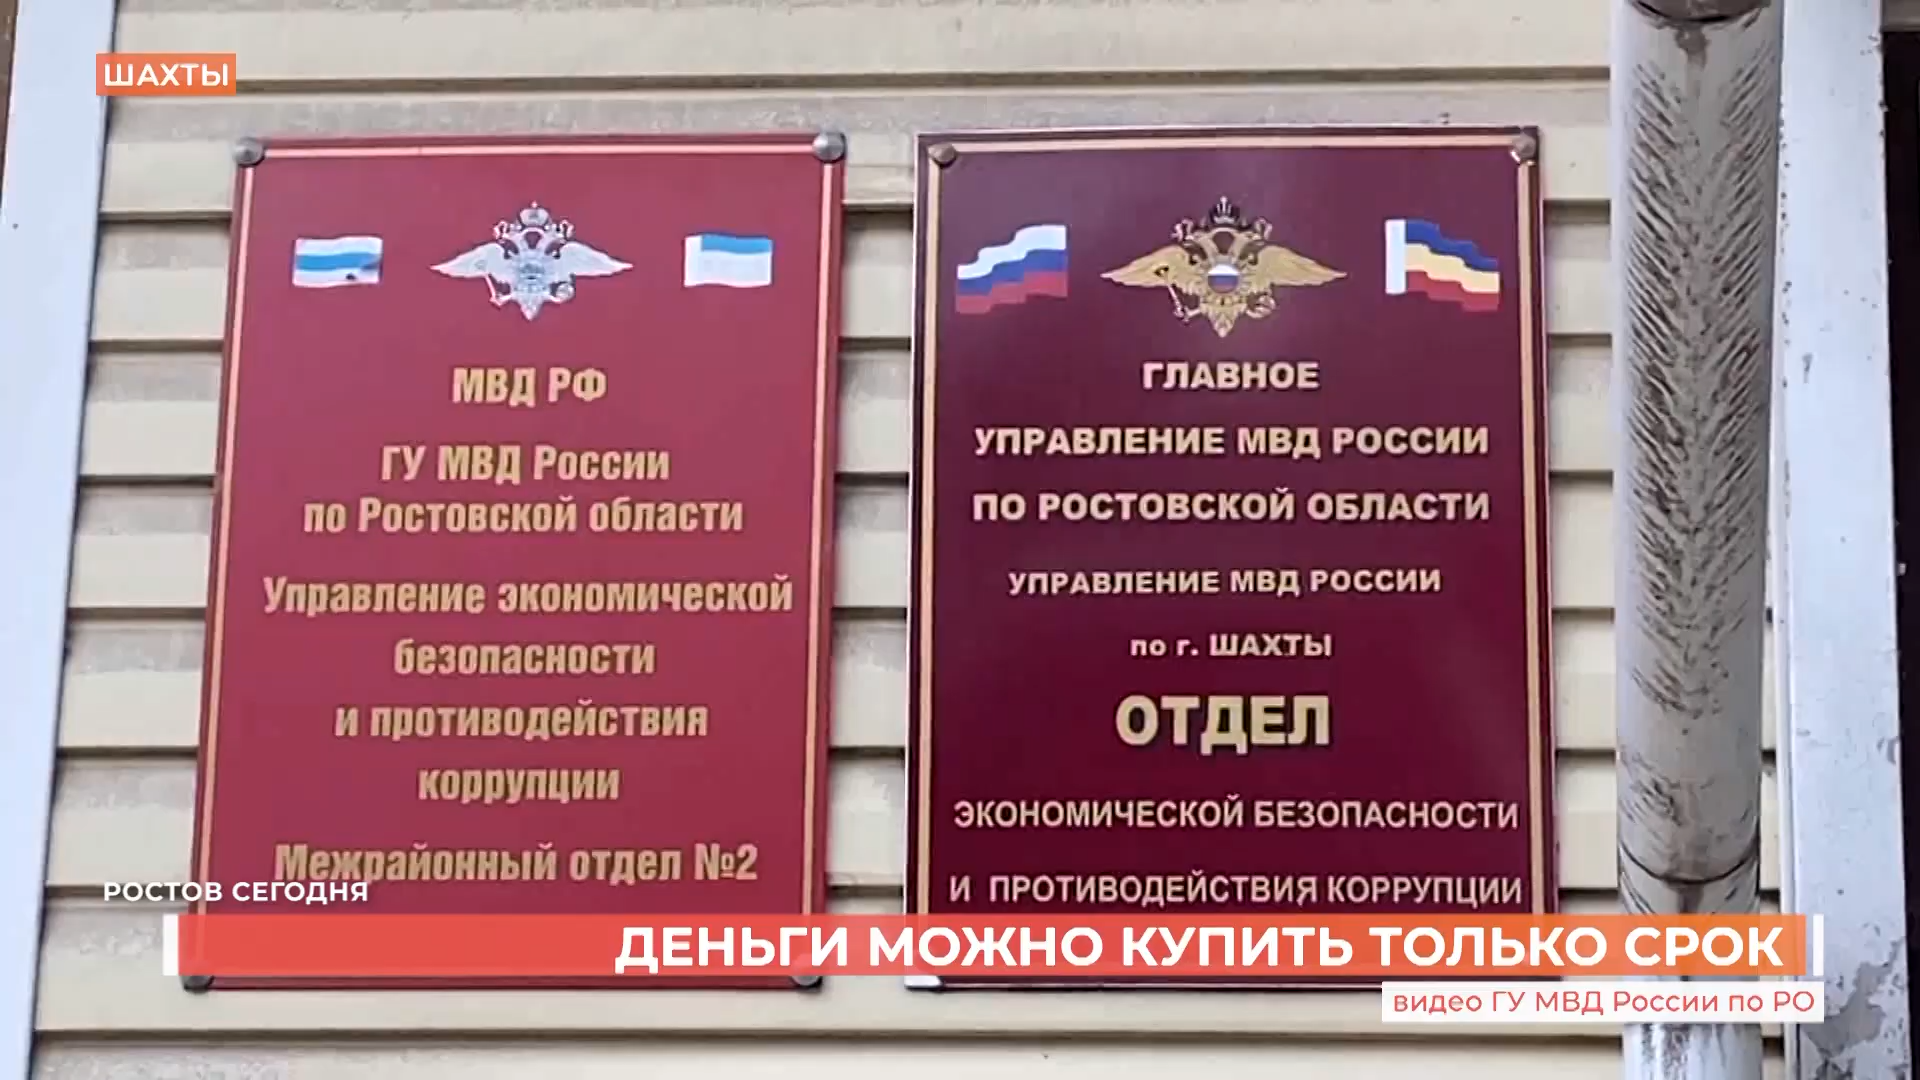 ШАХТЫ
МВД РФ
ГУ МВД России
по Ростовской области
Управление экономической
безопасности
и противодействия
коррупции
Межрайонный отдел №2
ГЛАВНОЕ
УПРАВЛЕНИЕ МВД РОССИИ
ПО РОСТОВСКОЙ ОБЛАСТИ
УПРАВЛЕНИЕ МВД РОССИИ
по г. ШАХТЫ
ОТДЕЛ
ЭКОНОМИЧЕСКОЙ БЕЗОПАСНОСТИ
И ПРОТИВОДЕЙСТВИЯ КОРРУПЦИИ
РОСТОВ СЕГОДНЯ
ДЕНЬГИ МОЖНО КУПИТЬ ТОЛЬКО СРОК
видео ГУ МВД России по РО